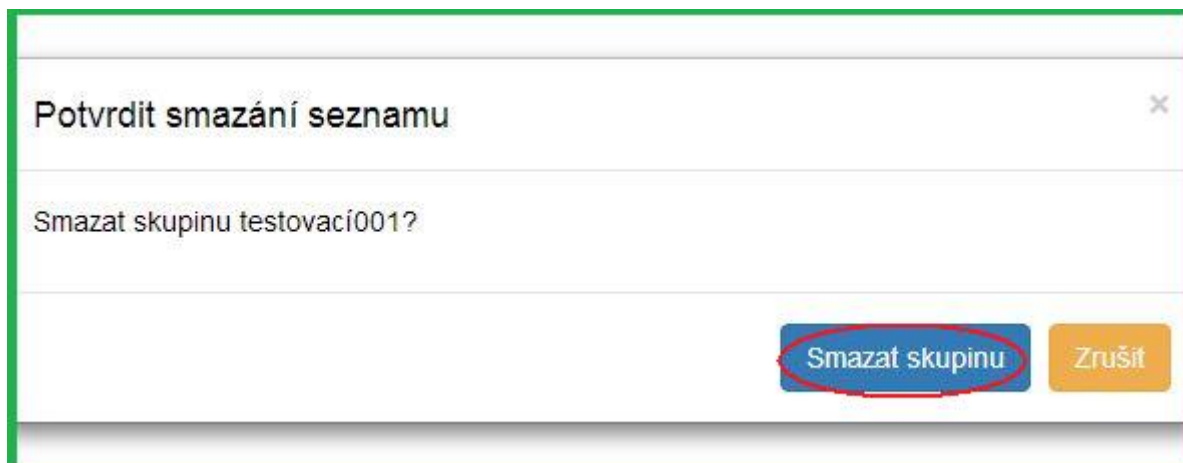 Potvrdit smazání seznamu
×
Smazat skupinu testovací001?
Smazat skupinu
Zrušit